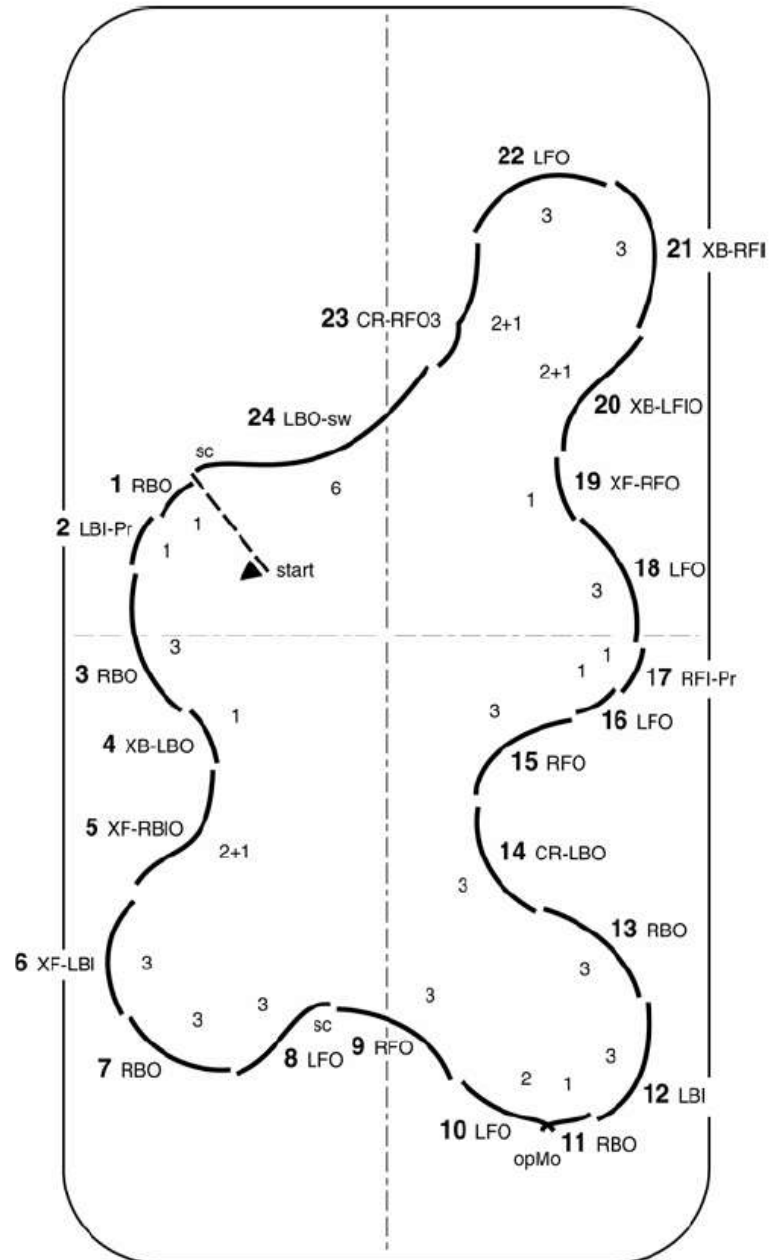 22 LFO
3
3
21 XB-RFI
23 CR-RFO3
2+1
2+1
20 XB-LFIO
24 LBO-sw
sc
6
1 RBO
19 XF-RFO
1
2 LBI-Pr
1
1
start
18 LFO
3
3
3 RBO
1
1
17 RFI-Pr
1
3
16 LFO
4 XB-LBO
15 RFO
5 XF-RBIO
2+1
14 CR-LBO
3
13 RBO
6 XF-LBI
3
3
3
3
3
sc
7 RBO
8 LFO
9 RFO
2
1
3
12 LBI
10 LFO
11 RBO
opMo